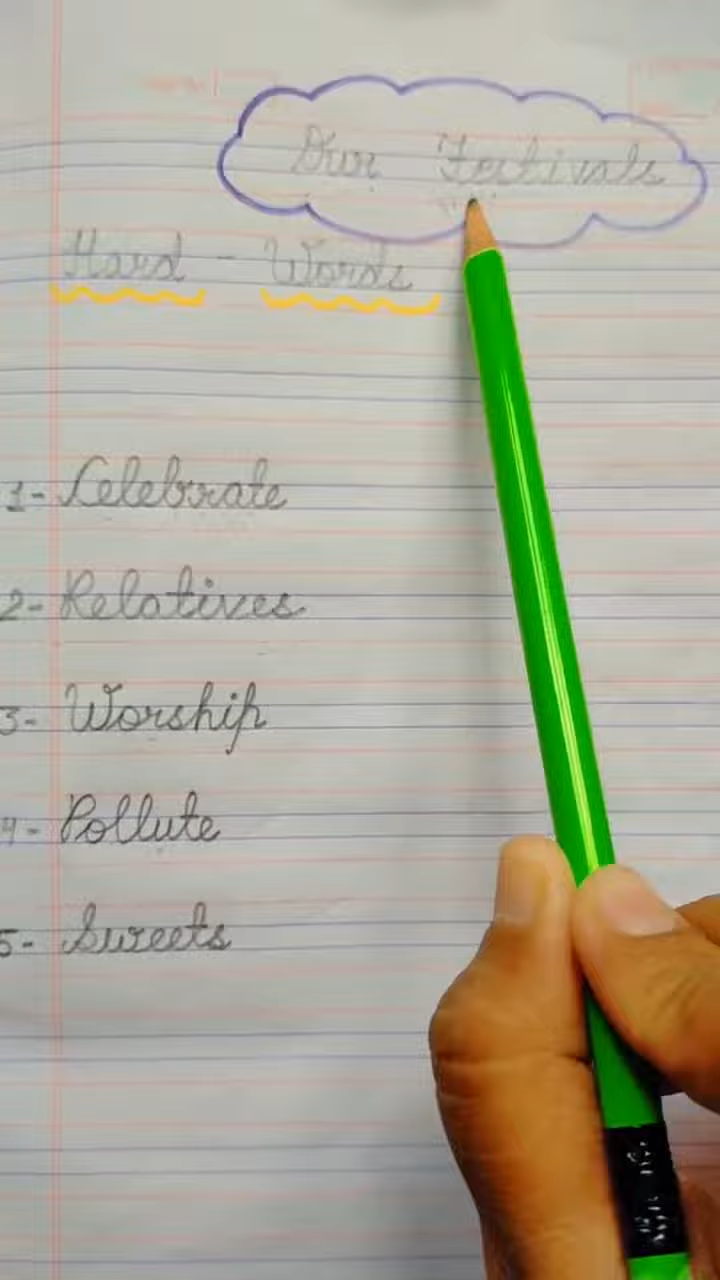 Our Festivals
Hard - Words
1- Celebrate
2- Relatives
3- Worship
4- Pollute
5- Sweets